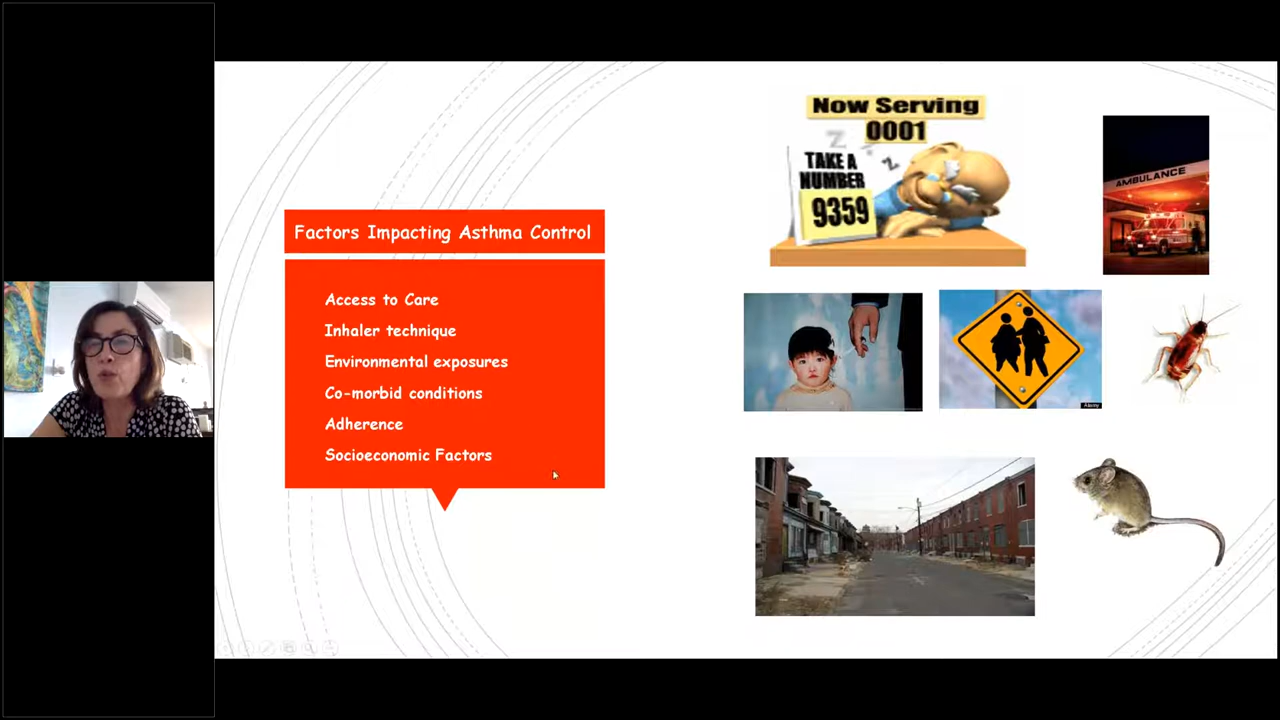 Factors Impacting Asthma Control
Access to Care
Inhaler technique
Environmental exposures
Co-morbid conditions
Adherence
Socioeconomic Factors
Now Serving
0001
Z
z
TAKE A
NUMBER
9359
AMBULANCE
Alamy